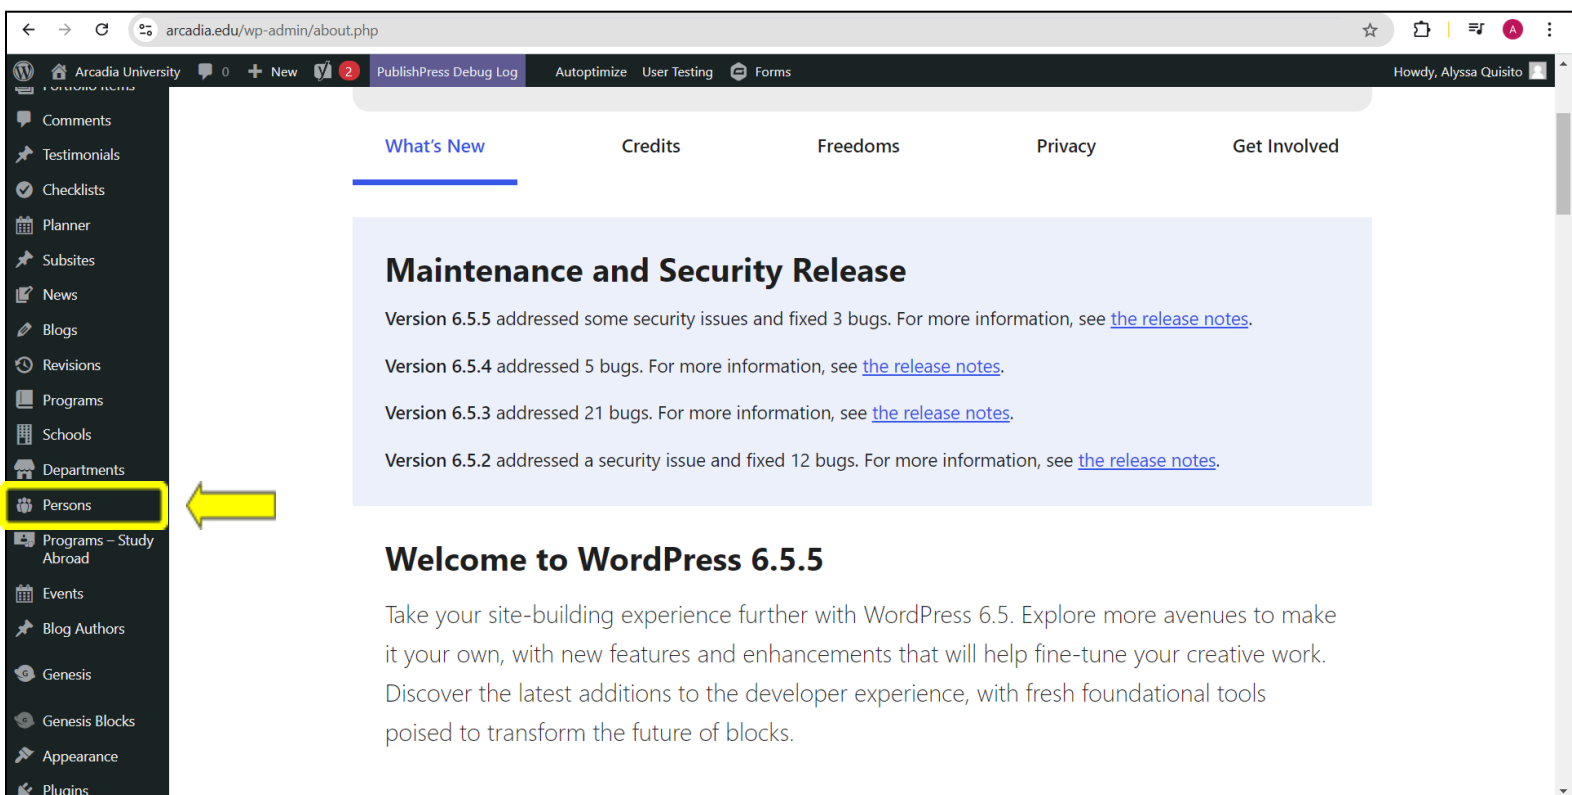 arcadia.edu/wp-admin/about.php
A
Arcadia University
0
New
2
PublishPress Debug Log
Autoptimize
User Testing
Forms
Howdy, Alyssa Quisito
Portfolio Items
Comments
Testimonials
Checklists
Planner
Subsites
News
Blogs
Revisions
Programs
Schools
Departments
Persons
Programs – Study
Abroad
Events
Blog Authors
Genesis
Genesis Blocks
Appearance
Plugins
What's New
Credits
Freedoms
Privacy
Get Involved
Maintenance and Security Release
Version 6.5.5 addressed some security issues and fixed 3 bugs. For more information, see the release notes.
Version 6.5.4 addressed 5 bugs. For more information, see the release notes.
Version 6.5.3 addressed 21 bugs. For more information, see the release notes.
Version 6.5.2 addressed a security issue and fixed 12 bugs. For more information, see the release notes.
Welcome to WordPress 6.5.5
Take your site-building experience further with WordPress 6.5. Explore more avenues to make
it your own, with new features and enhancements that will help fine-tune your creative work.
Discover the latest additions to the developer experience, with fresh foundational tools
poised to transform the future of blocks.